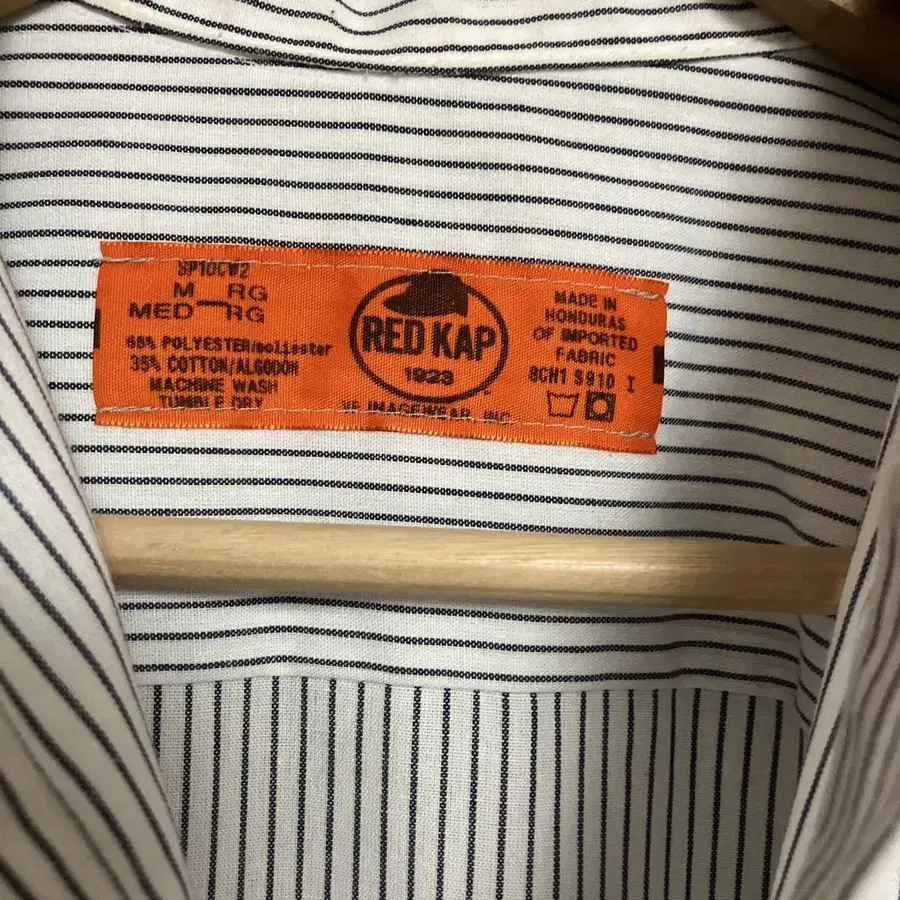 SP10CW2
M RG
MED RG
65% POLYESTER/poliester
35% COTTON/ALGODON
MACHINE WASH
TUMBLE DRY
RED KAP
1923
VF IMAGEWEAR, INC.
MADE IN
HONDURAS
OF IMPORTED
FABRIC
8CH1 S910 I